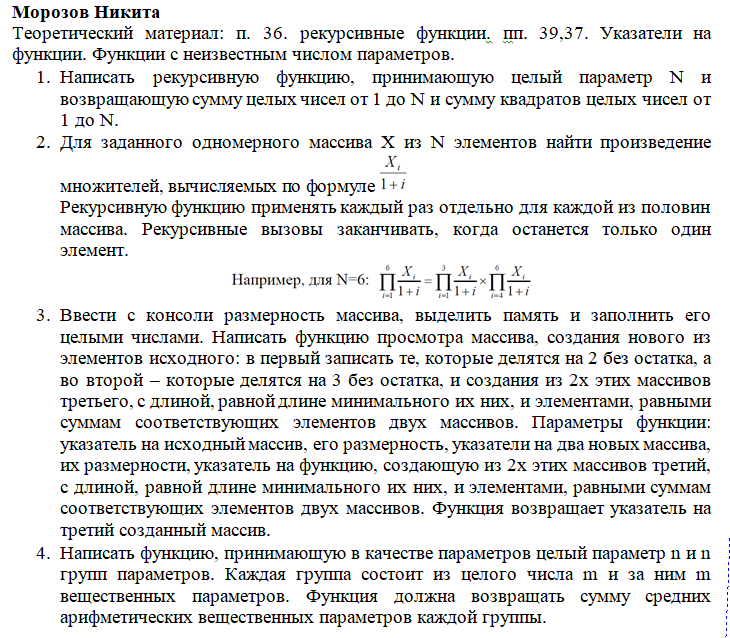 Морозов Никита
Теоретический материал: п. 36. рекурсивные функции. пп. 39,37. Указатели на
функции. Функции с неизвестным числом параметров.
1. Написать рекурсивную функцию, принимающую целый параметр N и
возвращающую сумму целых чисел от 1 до N и сумму квадратов целых чисел от
1 до N.
2. Для заданного одномерного массива X из N элементов найти произведение
множителей, вычисляемых по формуле X_i/(1+i)
Рекурсивную функцию применять каждый раз отдельно для каждой из половин
массива. Рекурсивные вызовы заканчивать, когда останется только один
элемент.
Например, для N=6: ∏_{i=1}^{6} X_i/(1+i) = ∏_{i=1}^{3} X_i/(1+i) × ∏_{i=4}^{6} X_i/(1+i)
3. Ввести с консоли размерность массива, выделить память и заполнить его
целыми числами. Написать функцию просмотра массива, создания нового из
элементов исходного: в первый записать те, которые делятся на 2 без остатка, а
во второй – которые делятся на 3 без остатка, и создания из 2х этих массивов
третьего, с длиной, равной длине минимального их них, и элементами, равными
суммам соответствующих элементов двух массивов. Параметры функции:
указатель на исходный массив, его размерность, указатели на два новых массива,
их размерности, указатель на функцию, создающую из 2х этих массивов третий,
с длиной, равной длине минимального их них, и элементами, равными суммам
соответствующих элементов двух массивов. Функция возвращает указатель на
третий созданный массив.
4. Написать функцию, принимающую в качестве параметров целый параметр n и n
групп параметров. Каждая группа состоит из целого числа m и за ним m
вещественных параметров. Функция должна возвращать сумму средних
арифметических вещественных параметров каждой группы.